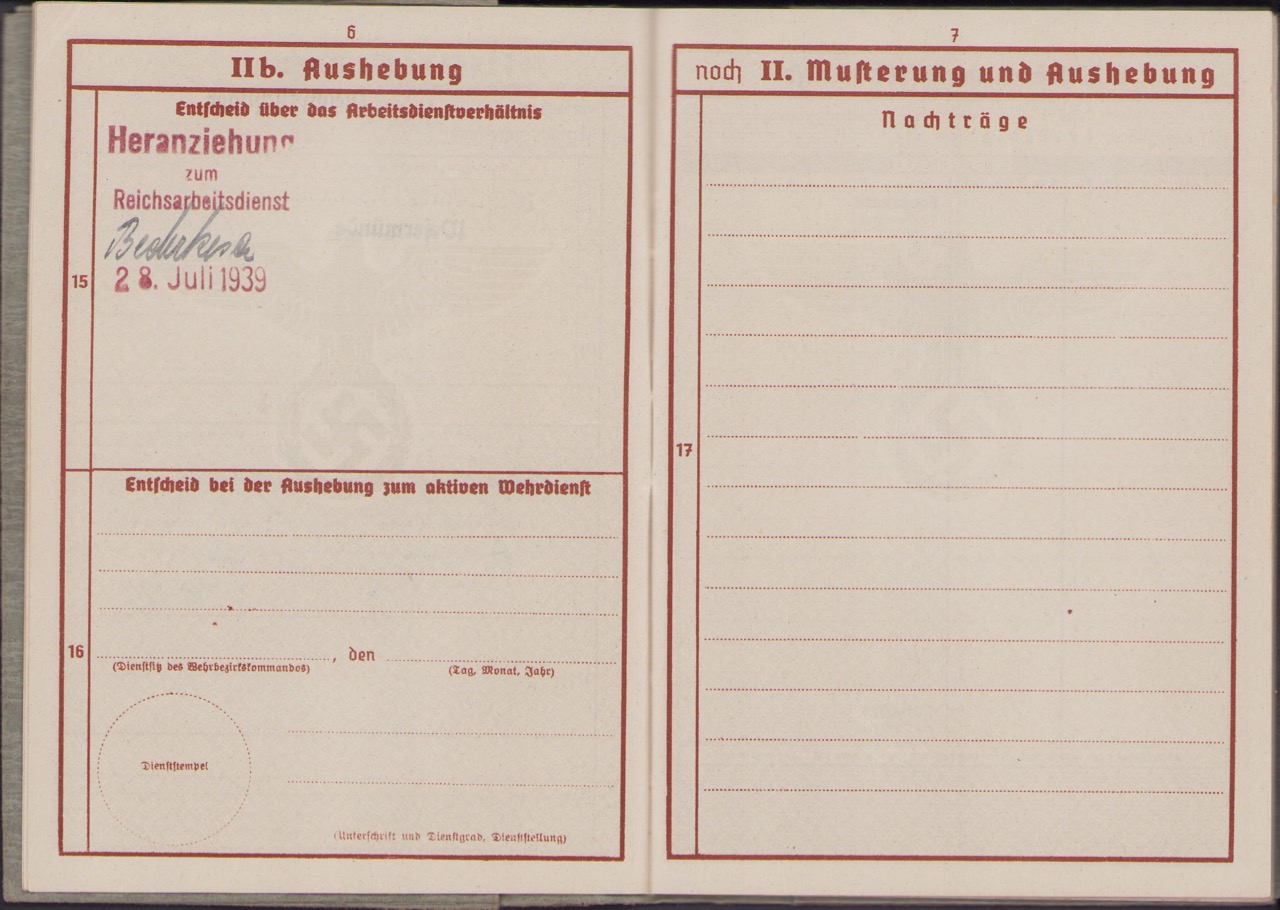 6
IIb. Aushebung
Entscheid über das Arbeitsdienstverhältnis
Heranziehung
zum
Reichsarbeitsdienst
Bederkesa
28. Juli 1939
15
Entscheid bei der Aushebung zum aktiven Wehrdienst
16
, den
(Dienstsitz des Wehrbezirkskommandos) (Tag, Monat, Jahr)
Dienststempel
(Unterschrift und Dienstgrad, Dienststellung)
7
noch II. Musterung und Aushebung
Nachträge
17